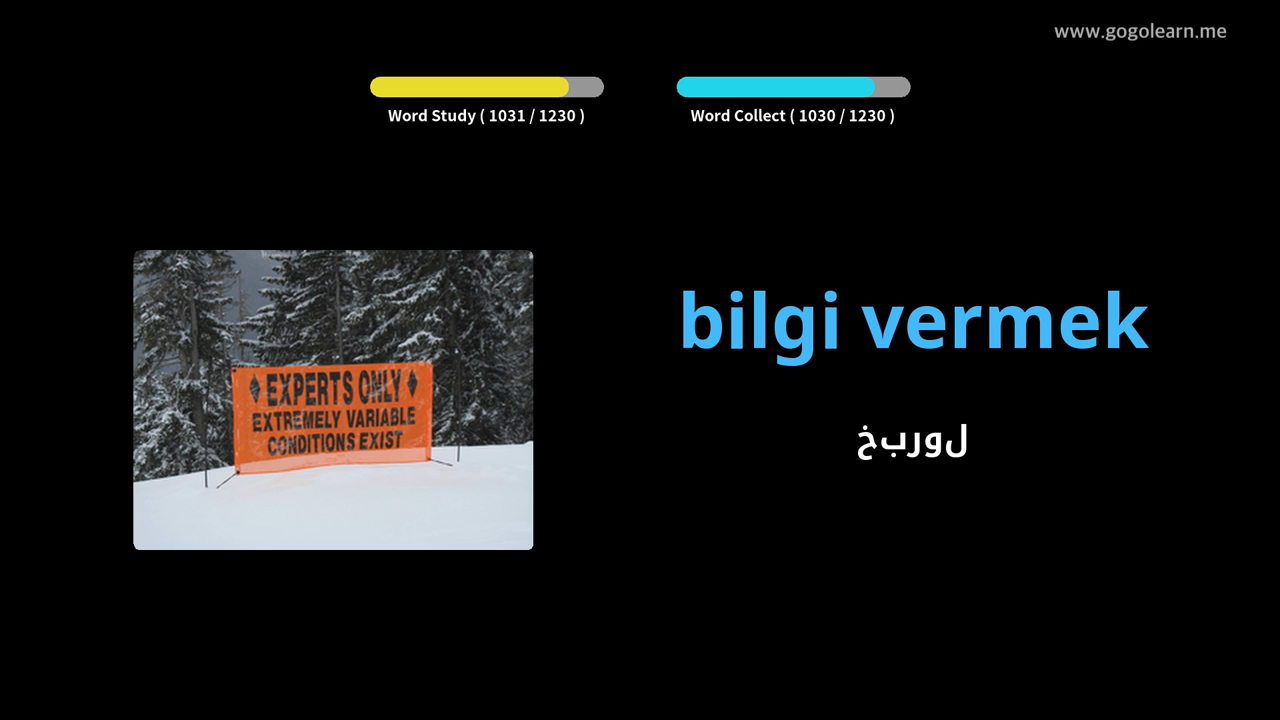 www.gogolearn.me
Word Study ( 1031 / 1230 )
Word Collect ( 1030 / 1230 )
EXPERTS ONLY
EXTREMELY VARIABLE
CONDITIONS EXIST
bilgi vermek
خبرول